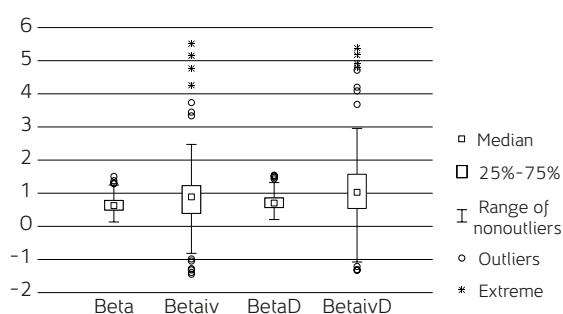 6
5
4
3
2
1
0
-1
-2
Beta Betaiv BetaD BetaivD
Median
25%-75%
Range of
nonoutliers
Outliers
Extreme